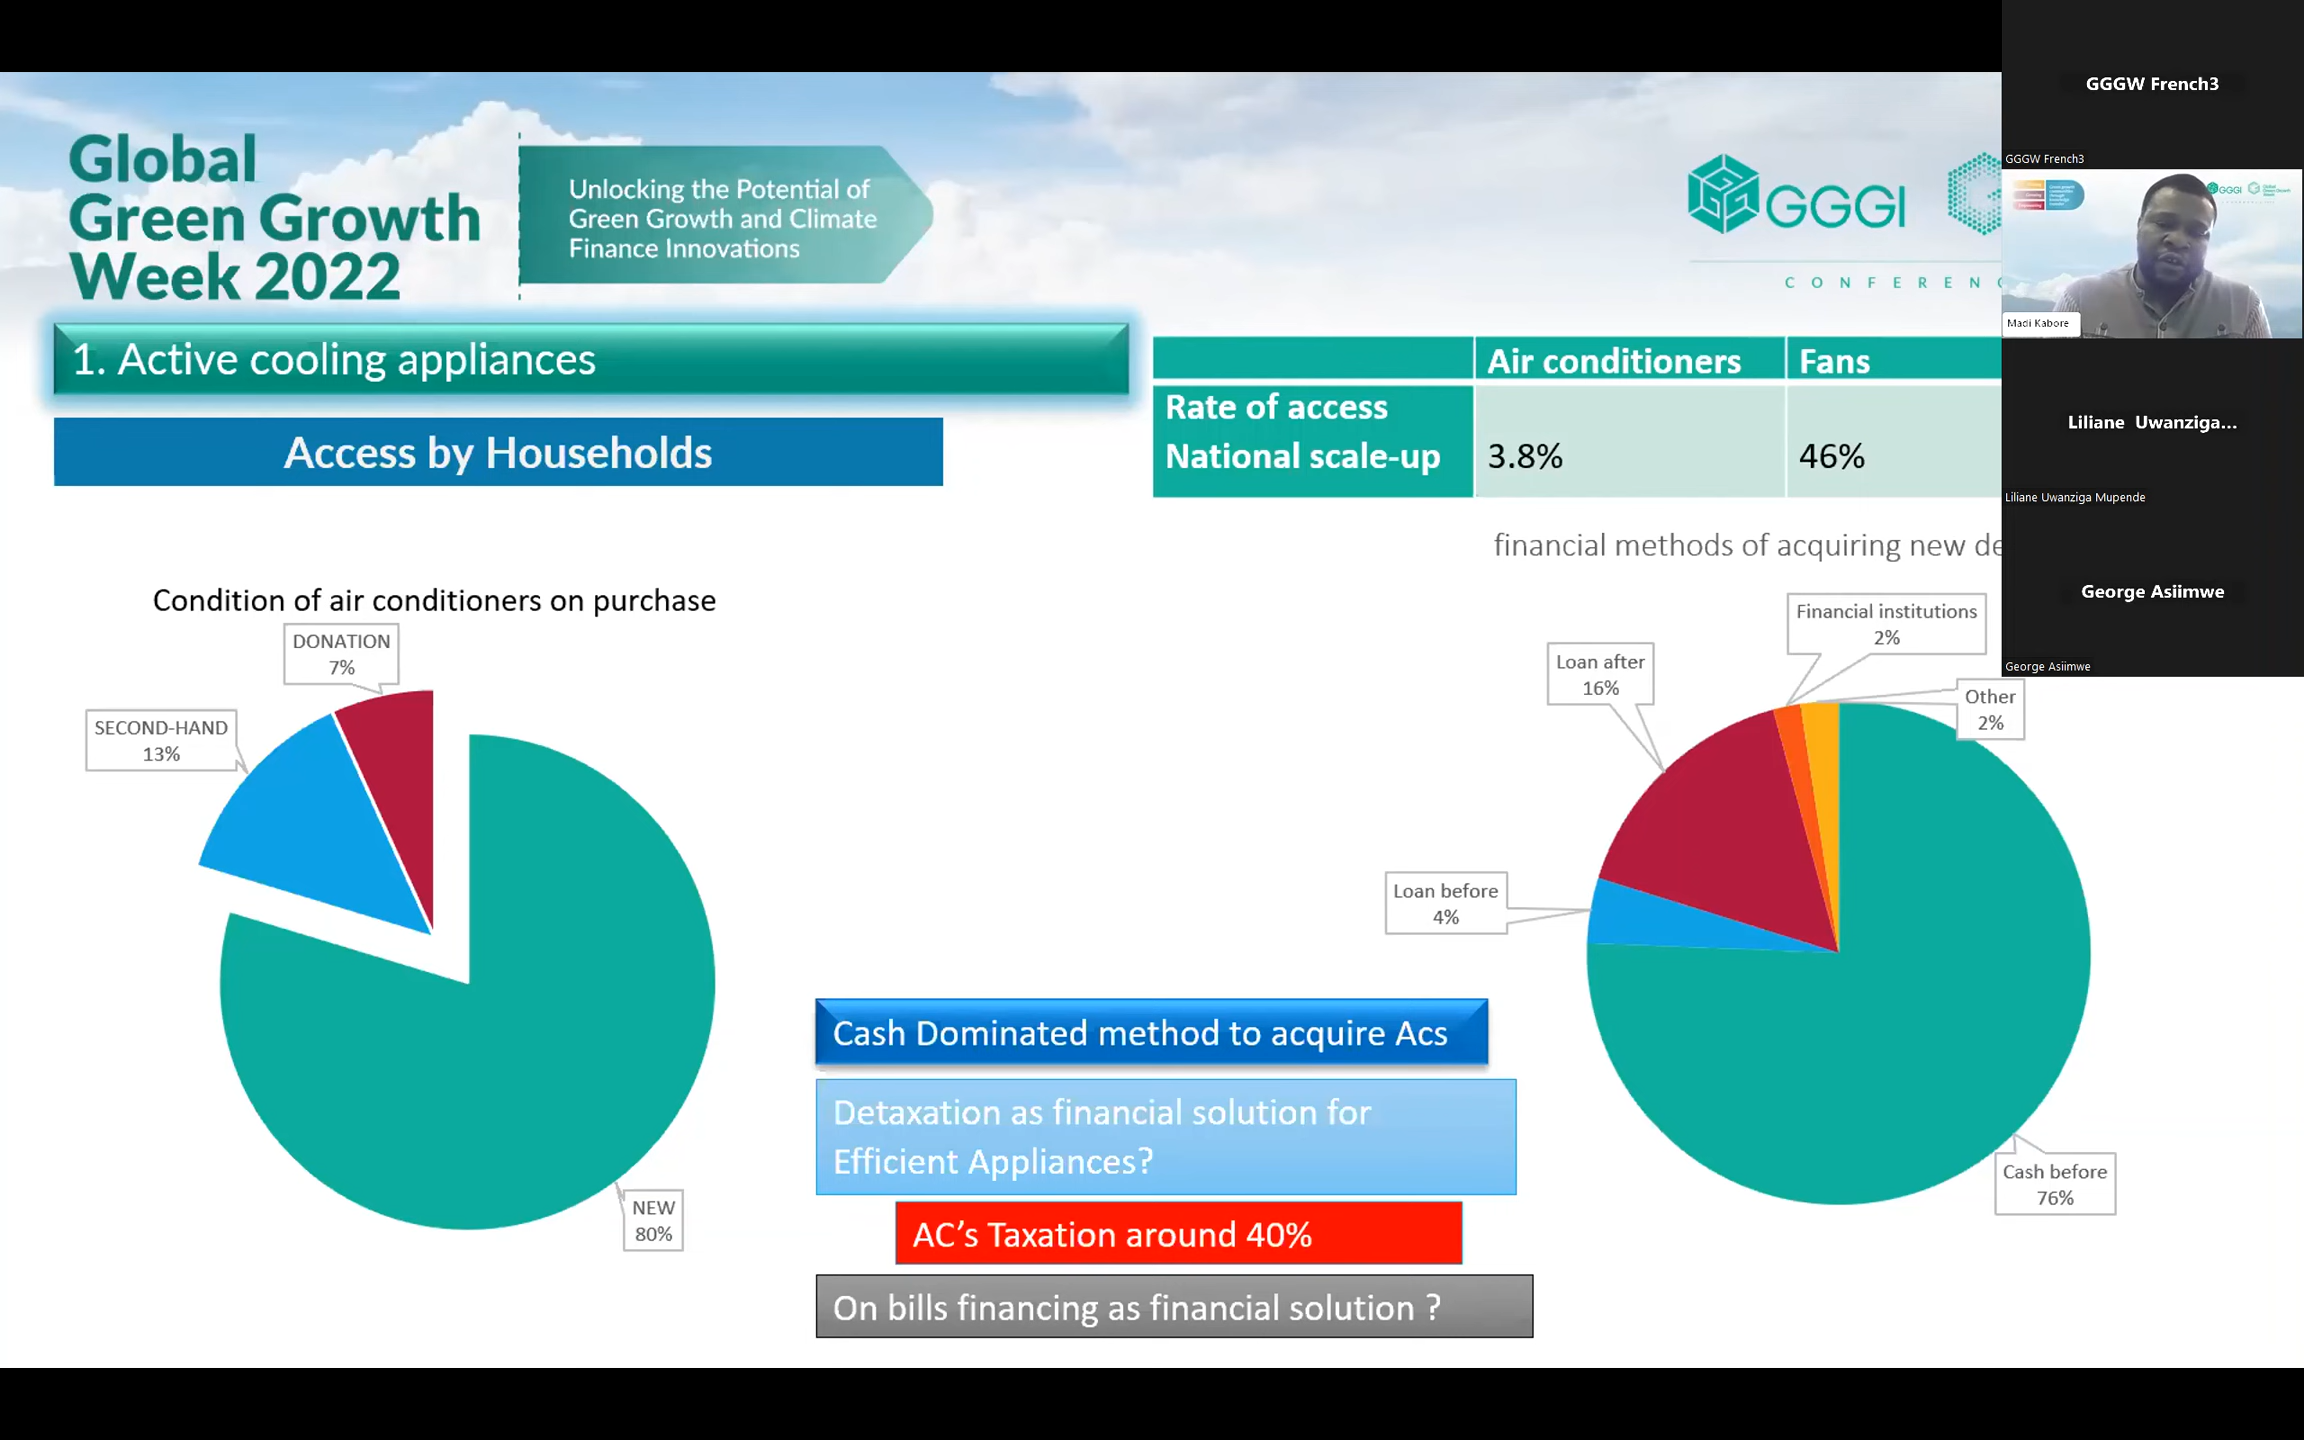 Global
Green Growth
Week 2022
Unlocking the Potential of
Green Growth and Climate
Finance Innovations
GGGI
CONFERENC
GGGW French3
GGGW French3
GGGI
Madi Kabore
Liliane Uwanziga...
Liliane Uwanziga Mupende
George Asiimwe
George Asiimwe
1. Active cooling appliances
Access by Households
Air conditioners Fans
Rate of access
National scale-up 3.8% 46%
Condition of air conditioners on purchase
DONATION
7%
SECOND-HAND
13%
NEW
80%
financial methods of acquiring new de
Financial institutions
2%
Loan after
16%
Other
2%
Loan before
4%
Cash before
76%
Cash Dominated method to acquire Acs
Detaxation as financial solution for
Efficient Appliances?
AC’s Taxation around 40%
On bills financing as financial solution ?